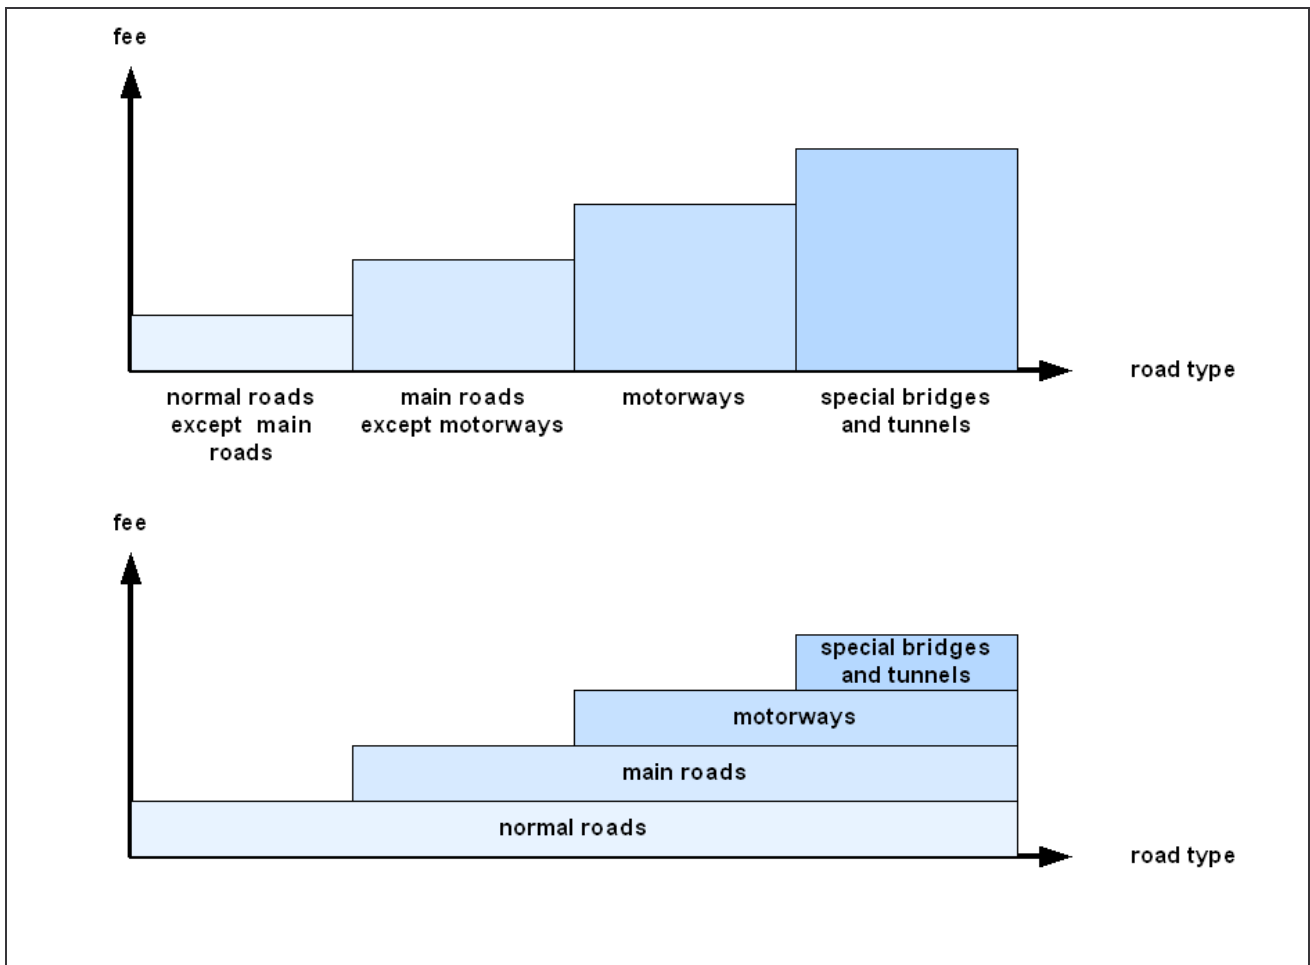 fee
road type
normal roads
except main
roads
main roads
except motorways
motorways
special bridges
and tunnels
fee
special bridges
and tunnels
motorways
main roads
normal roads
road type